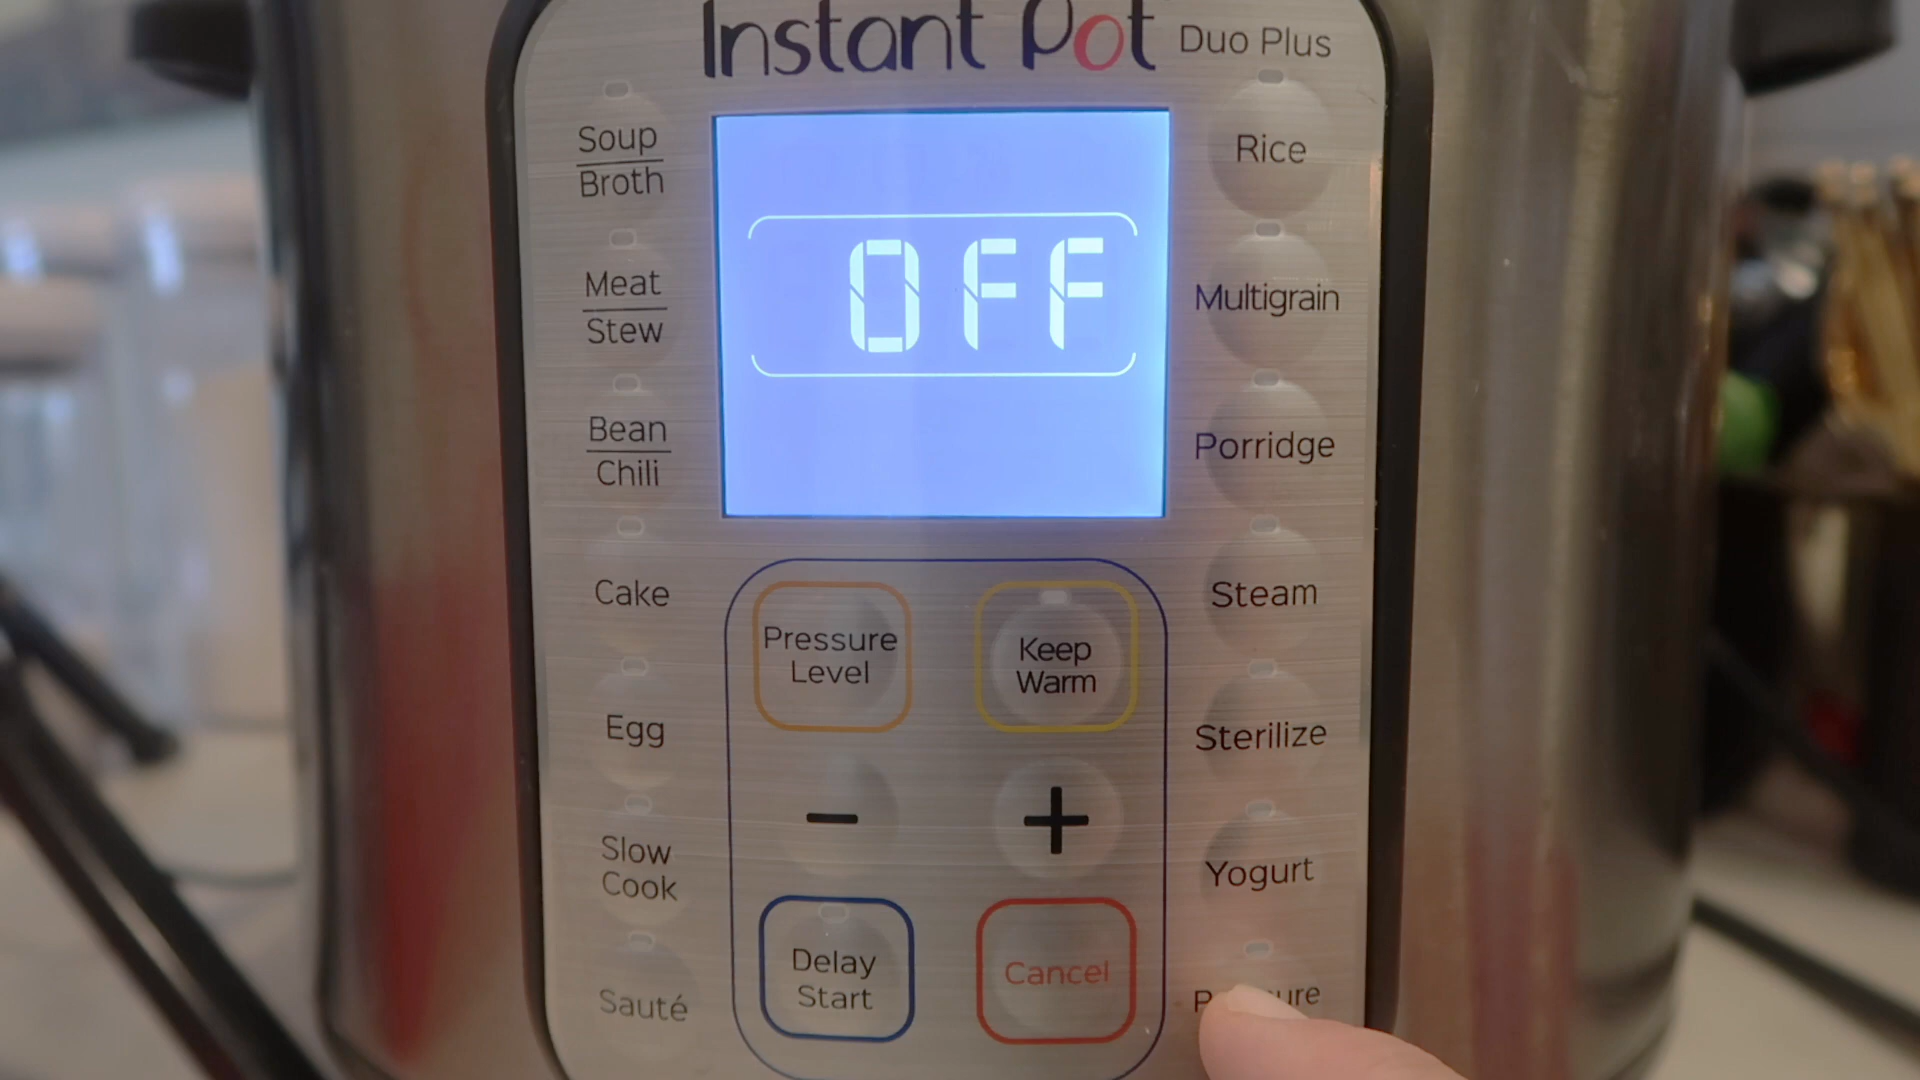 Instant Pot Duo Plus
Soup
Broth
Meat
Stew
Bean
Chili
Cake
Egg
Slow
Cook
Sauté
OFF
Pressure
Level
Keep
Warm
-
+
Delay
Start
Cancel
Rice
Multigrain
Porridge
Steam
Sterilize
Yogurt